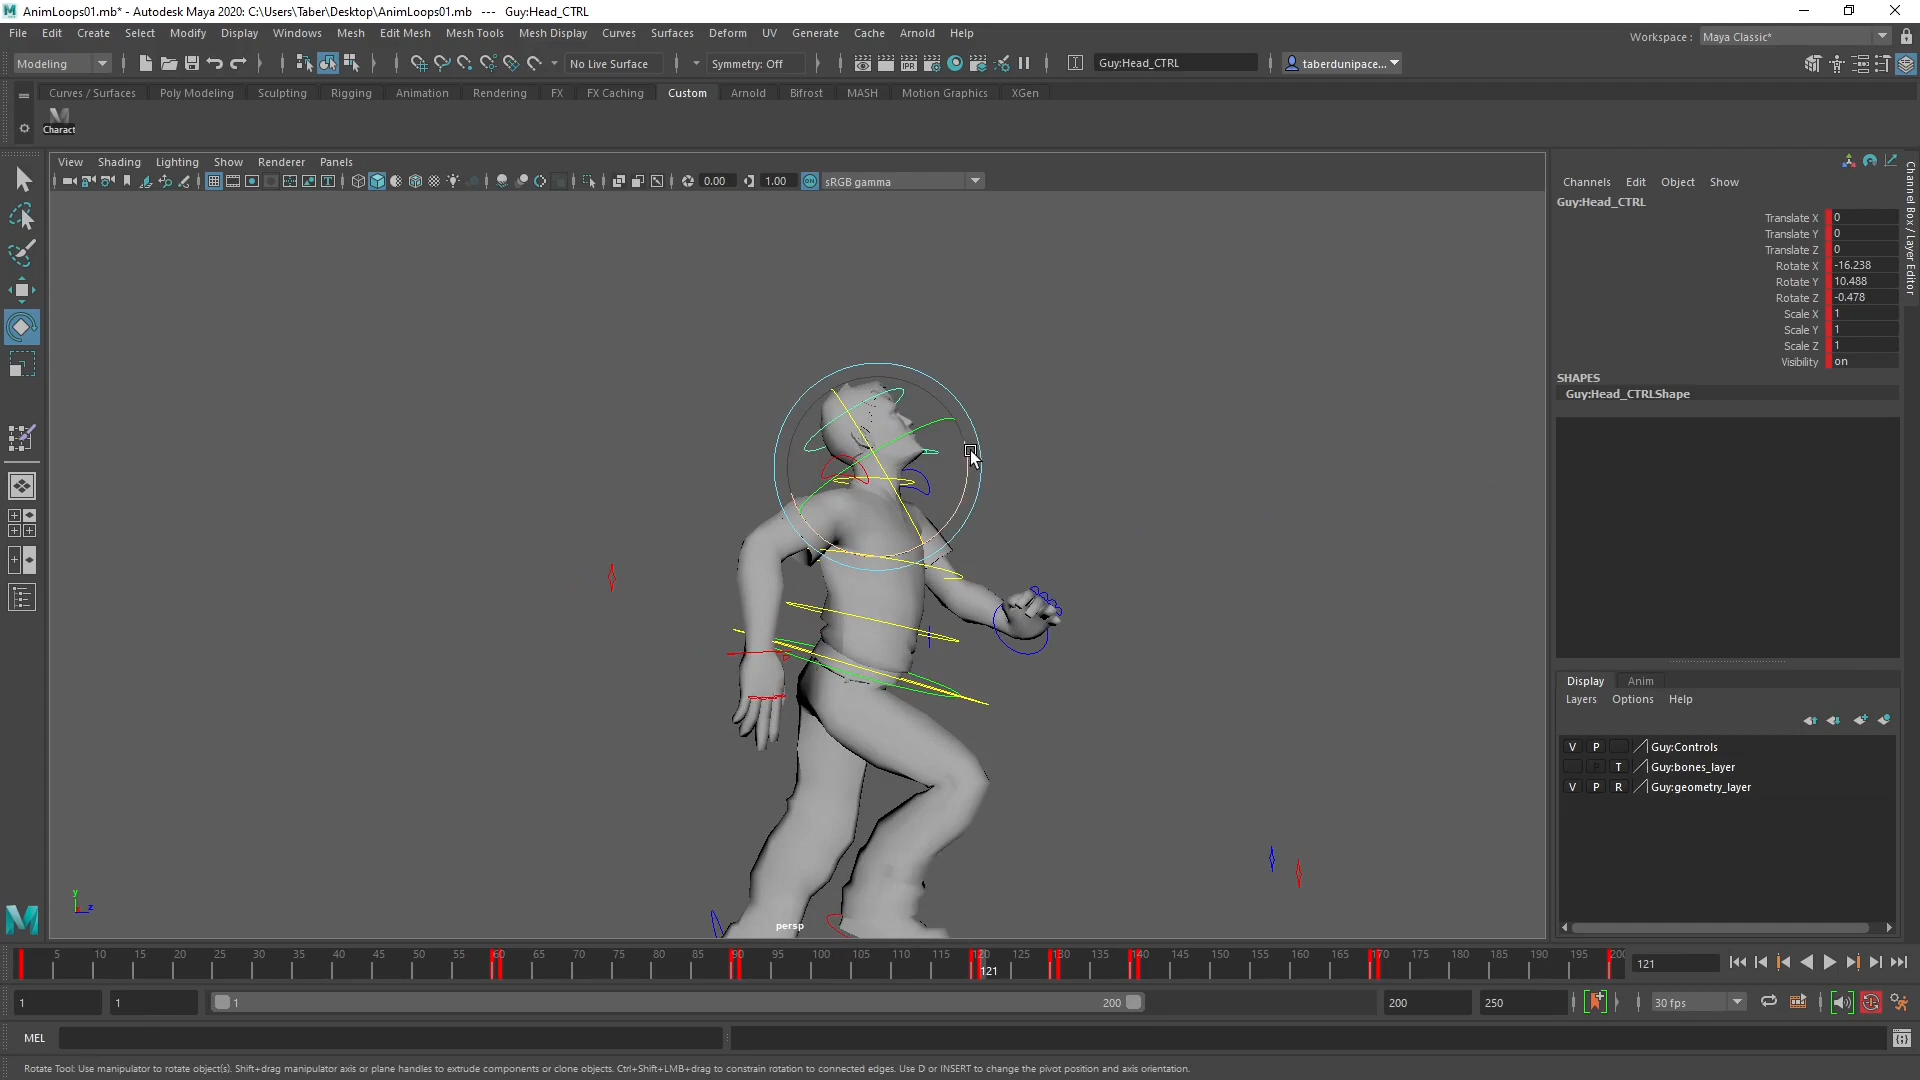 AnimLoops01.mb* - Autodesk Maya 2020: C:\Users\Taber\Desktop\AnimLoops01.mb --- Guy:Head_CTRL
File Edit Create Select Modify Display Windows Mesh Edit Mesh Mesh Tools Mesh Display Curves Surfaces Deform UV Generate Cache Arnold Help
Workspace : Maya Classic*
Modeling No Live Surface Symmetry: Off IPR Guy:Head_CTRL taberdunipace...
Curves / Surfaces Poly Modeling Sculpting Rigging Animation Rendering FX FX Caching Custom Arnold Bifrost MASH Motion Graphics XGen
Charact
View Shading Lighting Show Renderer Panels
0.00 1.00 ON sRGB gamma
Channels Edit Object Show
Guy:Head_CTRL
Translate X 0
Translate Y 0
Translate Z 0
Rotate X -16.238
Rotate Y 10.488
Rotate Z -0.478
Scale X 1
Scale Y 1
Scale Z 1
Visibility on
SHAPES
Guy:Head_CTRLShape
Channel Box / Layer Editor
Display Anim
Layers Options Help
V P Guy:Controls
P T Guy:bones_layer
V P R Guy:geometry_layer
y
z
persp
5 10 15 20 25 30 35 40 45 50 55 60 65 70 75 80 85 90 95 100 105 110 115 120 125 130 135 140 145 150 155 160 165 170 175 180 185 190 195 200
121
121
1 1 1 200 200 250 30 fps
MEL
Rotate Tool: Use manipulator to rotate object(s). Shift+drag manipulator axis or plane handles to extrude components or clone objects. Ctrl+Shift+LMB+drag to constrain rotation to connected edges. Use D or INSERT to change the pivot position and axis orientation.